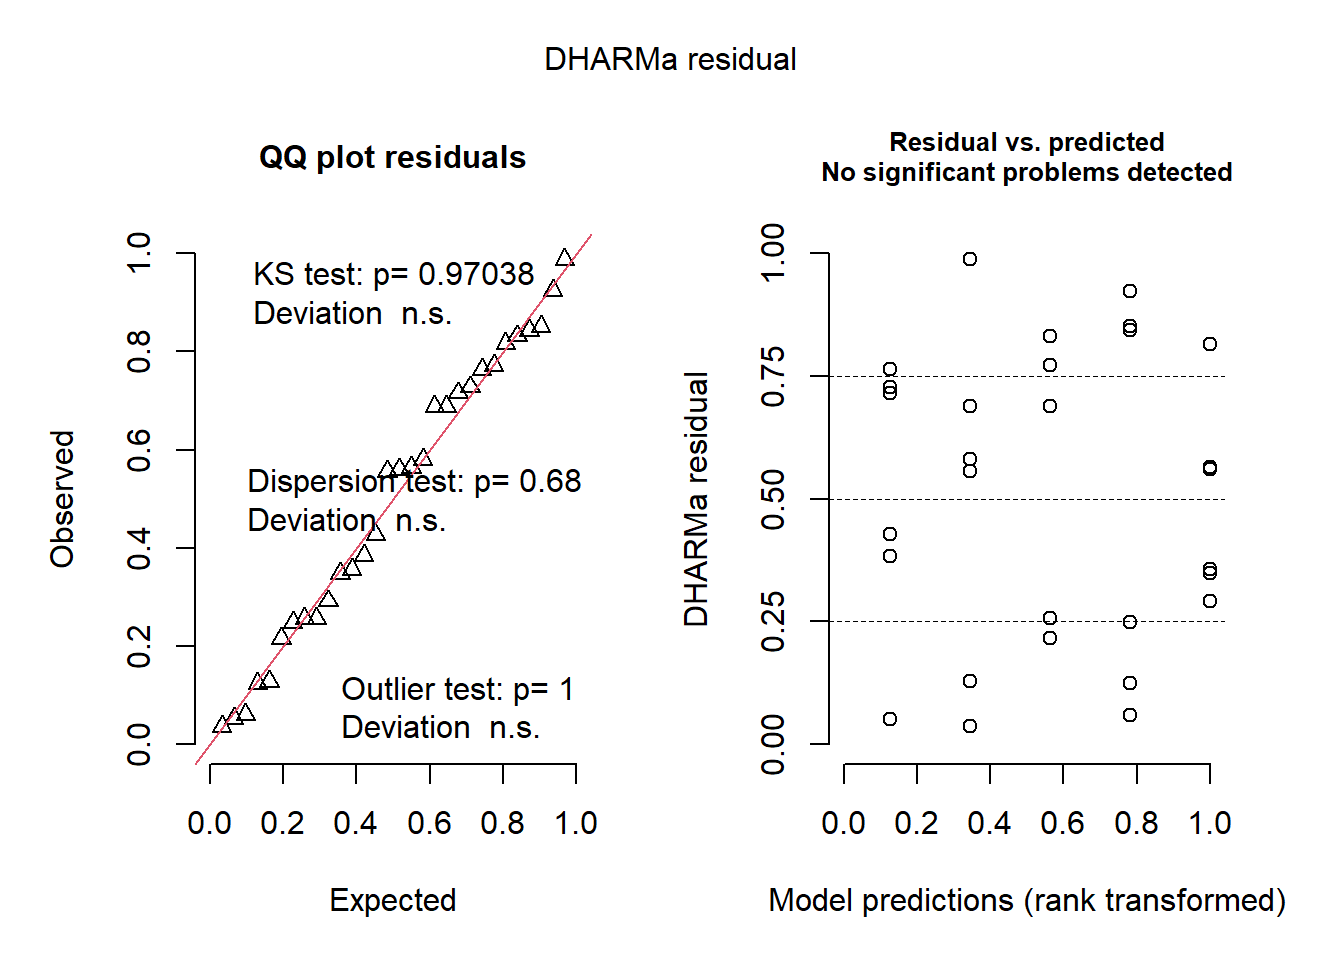 DHARMa residual
QQ plot residuals
KS test: p= 0.97038
Deviation  n.s.
Dispersion test: p= 0.68
Deviation  n.s.
Outlier test: p= 1
Deviation  n.s.
Observed
0.0 0.2 0.4 0.6 0.8 1.0
0.0 0.2 0.4 0.6 0.8 1.0
Expected
Residual vs. predicted
No significant problems detected
DHARMa residual
0.00 0.25 0.50 0.75 1.00
0.0 0.2 0.4 0.6 0.8 1.0
Model predictions (rank transformed)